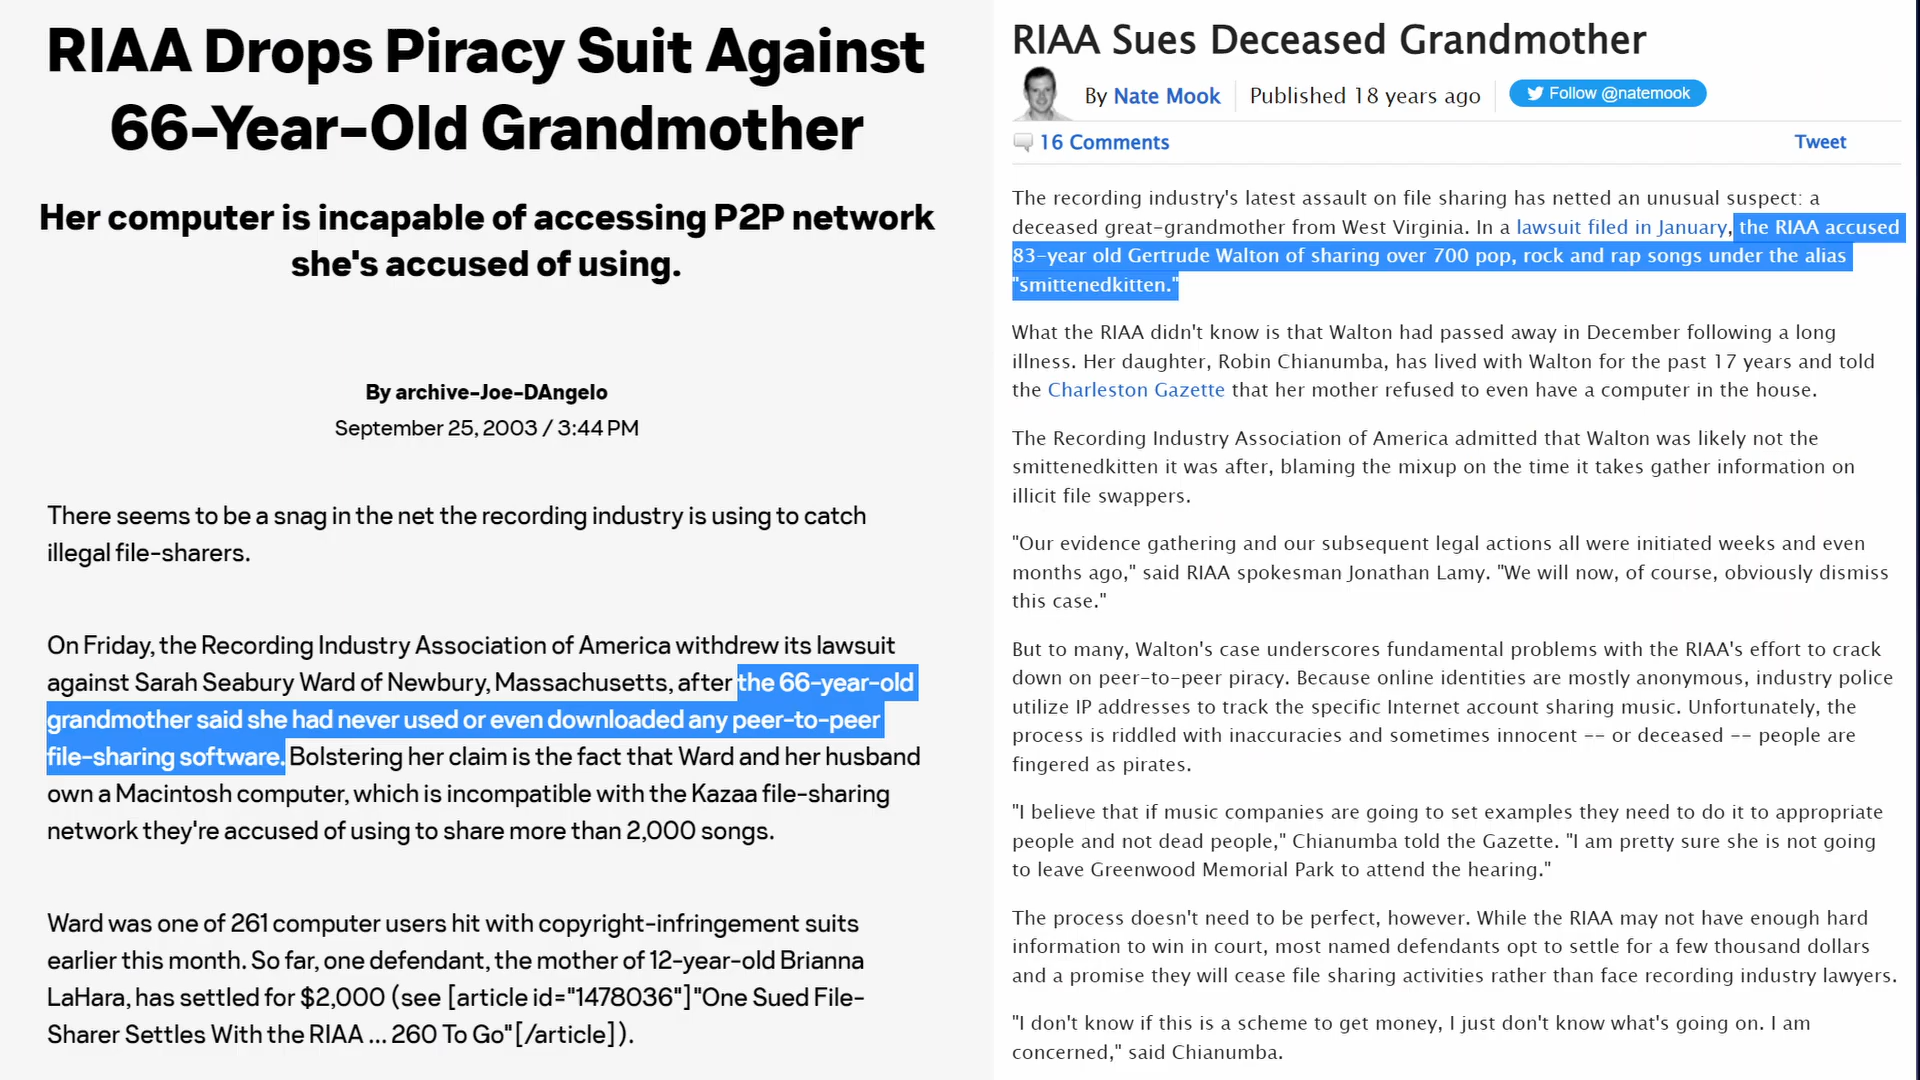 RIAA Drops Piracy Suit Against
66-Year-Old Grandmother
Her computer is incapable of accessing P2P network
she's accused of using.
By archive-Joe-DAngelo
September 25, 2003 / 3:44 PM
There seems to be a snag in the net the recording industry is using to catch
illegal file-sharers.
On Friday, the Recording Industry Association of America withdrew its lawsuit
against Sarah Seabury Ward of Newbury, Massachusetts, after the 66-year-old
grandmother said she had never used or even downloaded any peer-to-peer
file-sharing software. Bolstering her claim is the fact that Ward and her husband
own a Macintosh computer, which is incompatible with the Kazaa file-sharing
network they're accused of using to share more than 2,000 songs.
Ward was one of 261 computer users hit with copyright-infringement suits
earlier this month. So far, one defendant, the mother of 12-year-old Brianna
LaHara, has settled for $2,000 (see [article id="1478036"]"One Sued File-
Sharer Settles With the RIAA ... 260 To Go"[/article]).
RIAA Sues Deceased Grandmother
By Nate Mook Published 18 years ago Follow @natemook
16 Comments Tweet
The recording industry's latest assault on file sharing has netted an unusual suspect: a
deceased great-grandmother from West Virginia. In a lawsuit filed in January, the RIAA accused
83-year old Gertrude Walton of sharing over 700 pop, rock and rap songs under the alias
"smittenedkitten."
What the RIAA didn't know is that Walton had passed away in December following a long
illness. Her daughter, Robin Chianumba, has lived with Walton for the past 17 years and told
the Charleston Gazette that her mother refused to even have a computer in the house.
The Recording Industry Association of America admitted that Walton was likely not the
smittenedkitten it was after, blaming the mixup on the time it takes gather information on
illicit file swappers.
"Our evidence gathering and our subsequent legal actions all were initiated weeks and even
months ago," said RIAA spokesman Jonathan Lamy. "We will now, of course, obviously dismiss
this case."
But to many, Walton's case underscores fundamental problems with the RIAA's effort to crack
down on peer-to-peer piracy. Because online identities are mostly anonymous, industry police
utilize IP addresses to track the specific Internet account sharing music. Unfortunately, the
process is riddled with inaccuracies and sometimes innocent -- or deceased -- people are
fingered as pirates.
"I believe that if music companies are going to set examples they need to do it to appropriate
people and not dead people," Chianumba told the Gazette. "I am pretty sure she is not going
to leave Greenwood Memorial Park to attend the hearing."
The process doesn't need to be perfect, however. While the RIAA may not have enough hard
information to win in court, most named defendants opt to settle for a few thousand dollars
and a promise they will cease file sharing activities rather than face recording industry lawyers.
"I don't know if this is a scheme to get money, I just don't know what's going on. I am
concerned," said Chianumba.